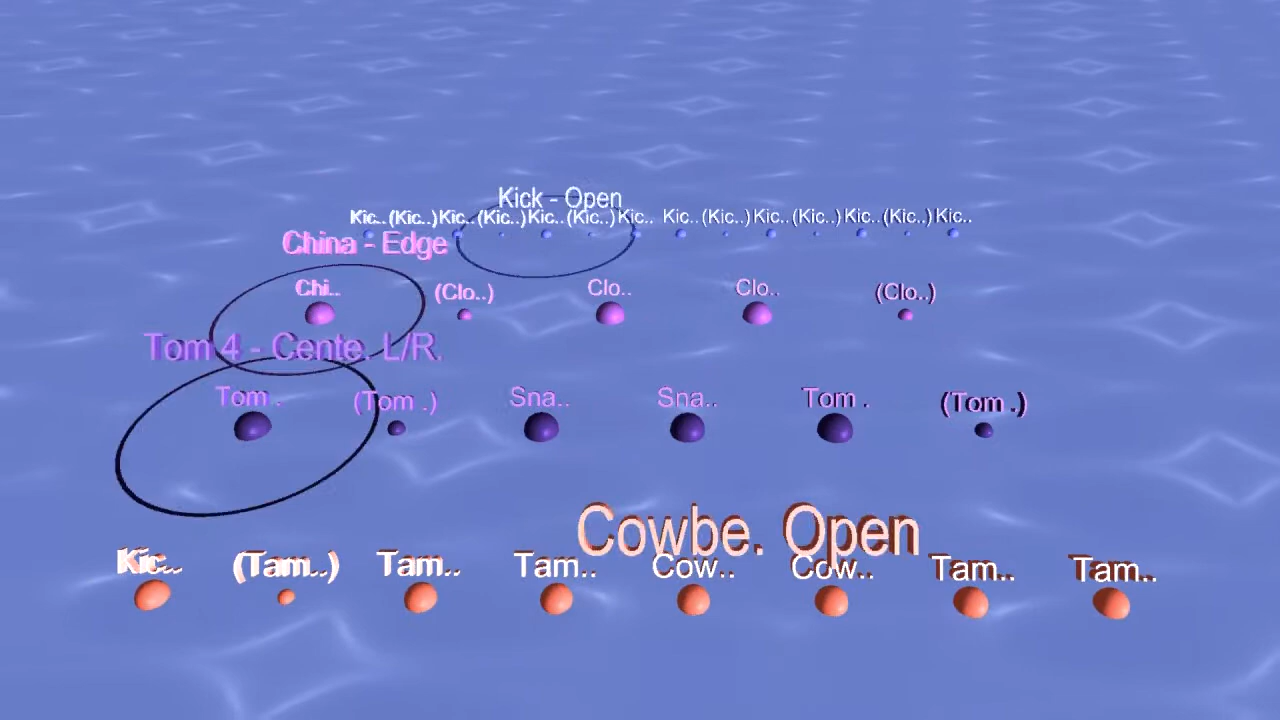 Kick - Open
Kic.. (Kic..) Kic.. (Kic..) Kic.. (Kic..) Kic.. Kic.. (Kic..) Kic.. (Kic..) Kic.. (Kic..) Kic..
China - Edge
Chi.. (Clo..) Clo.. Clo.. (Clo..)
Tom 4 - Cente. L/R.
Tom . (Tom .) Sna.. Sna.. Tom . (Tom .)
Cowbe. Open
Kic.. (Tam..) Tam.. Tam.. Cow.. Cow.. Tam.. Tam..